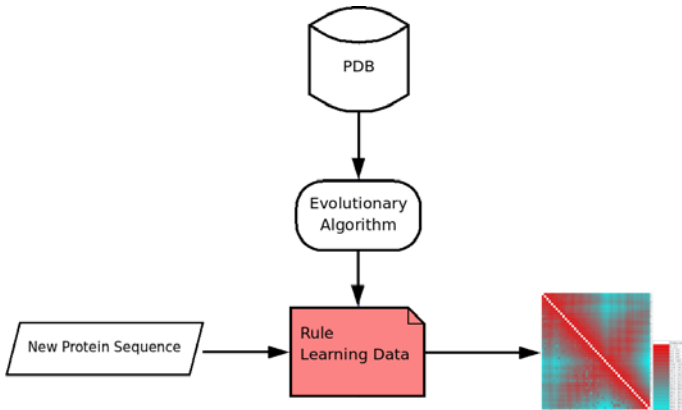 PDB
Evolutionary
Algorithm
New Protein Sequence
Rule
Learning Data